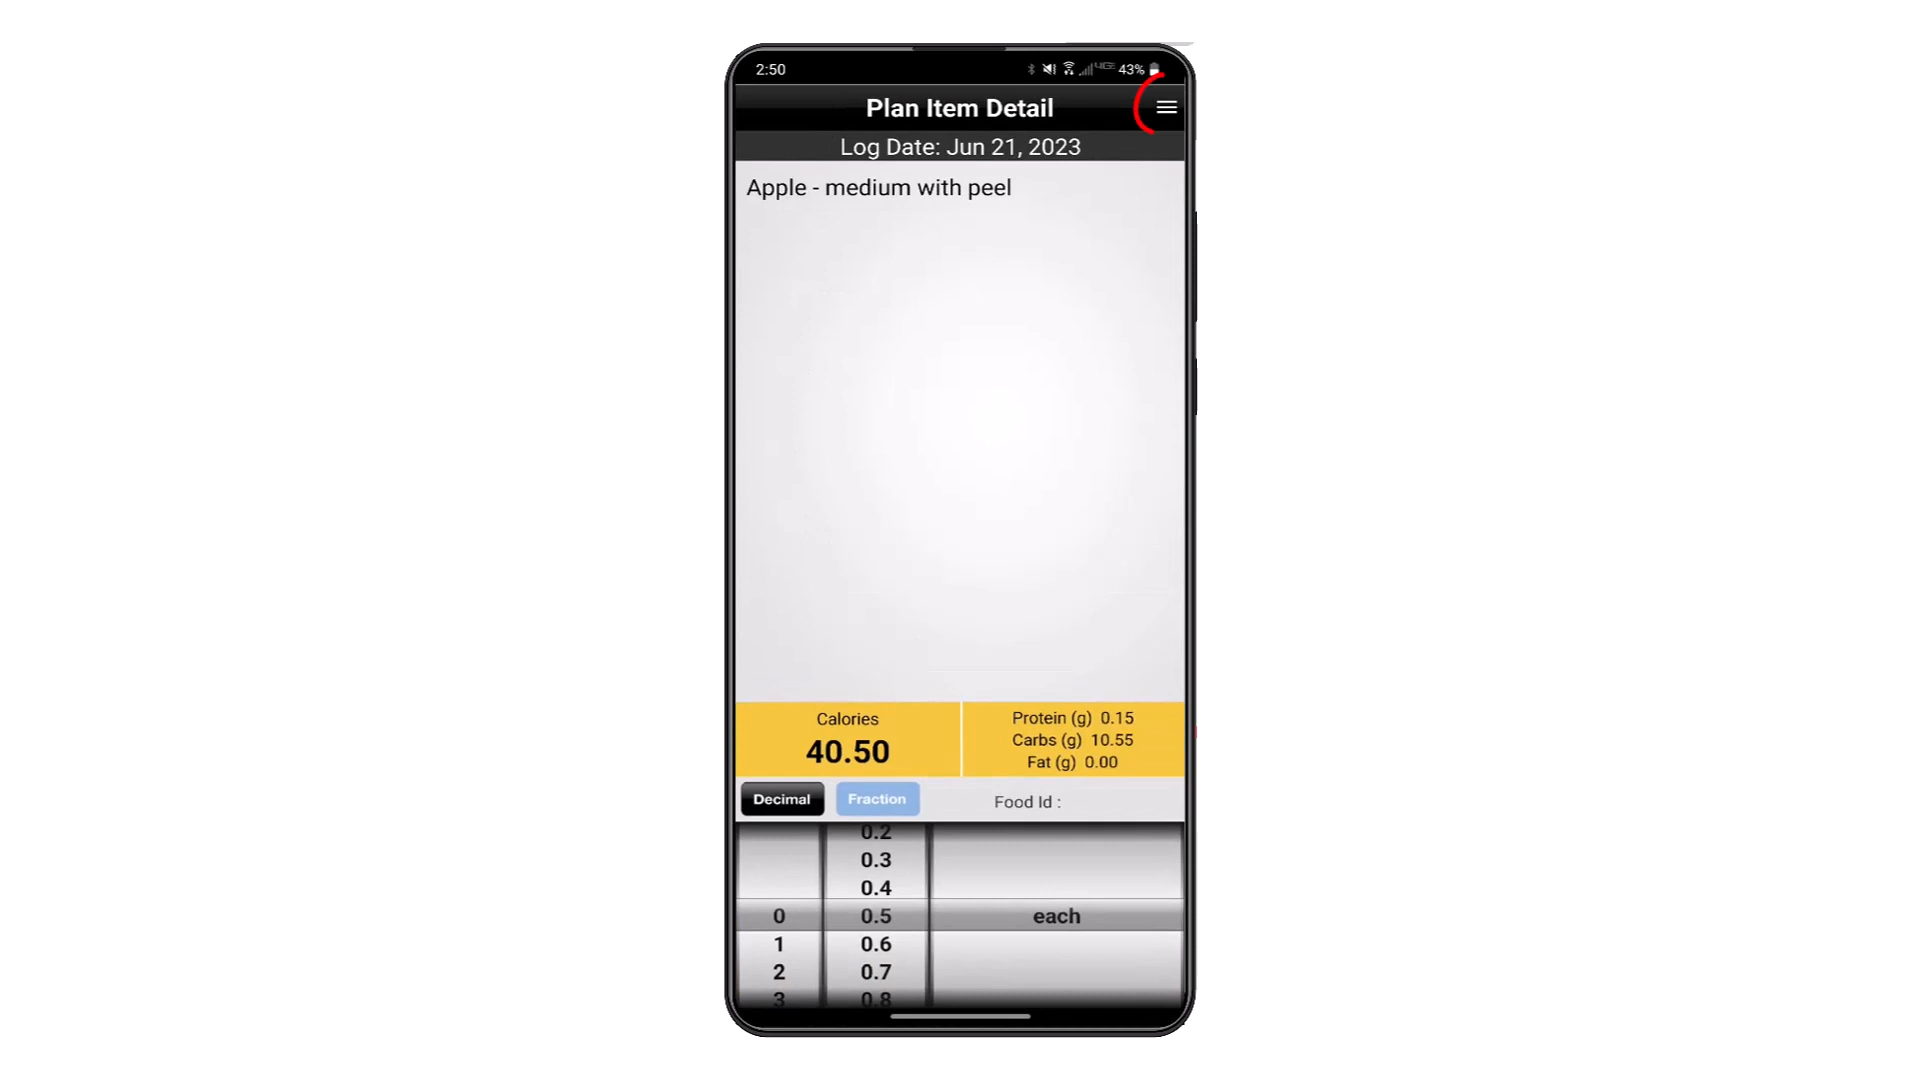 2:50 43%
Plan Item Detail
Log Date: Jun 21, 2023
Apple - medium with peel
Calories
40.50
Protein (g) 0.15
Carbs (g) 10.55
Fat (g) 0.00
Decimal Fraction Food Id :
0.2
0.3
0.4
0 0.5 each
1 0.6
2 0.7
3 0.8